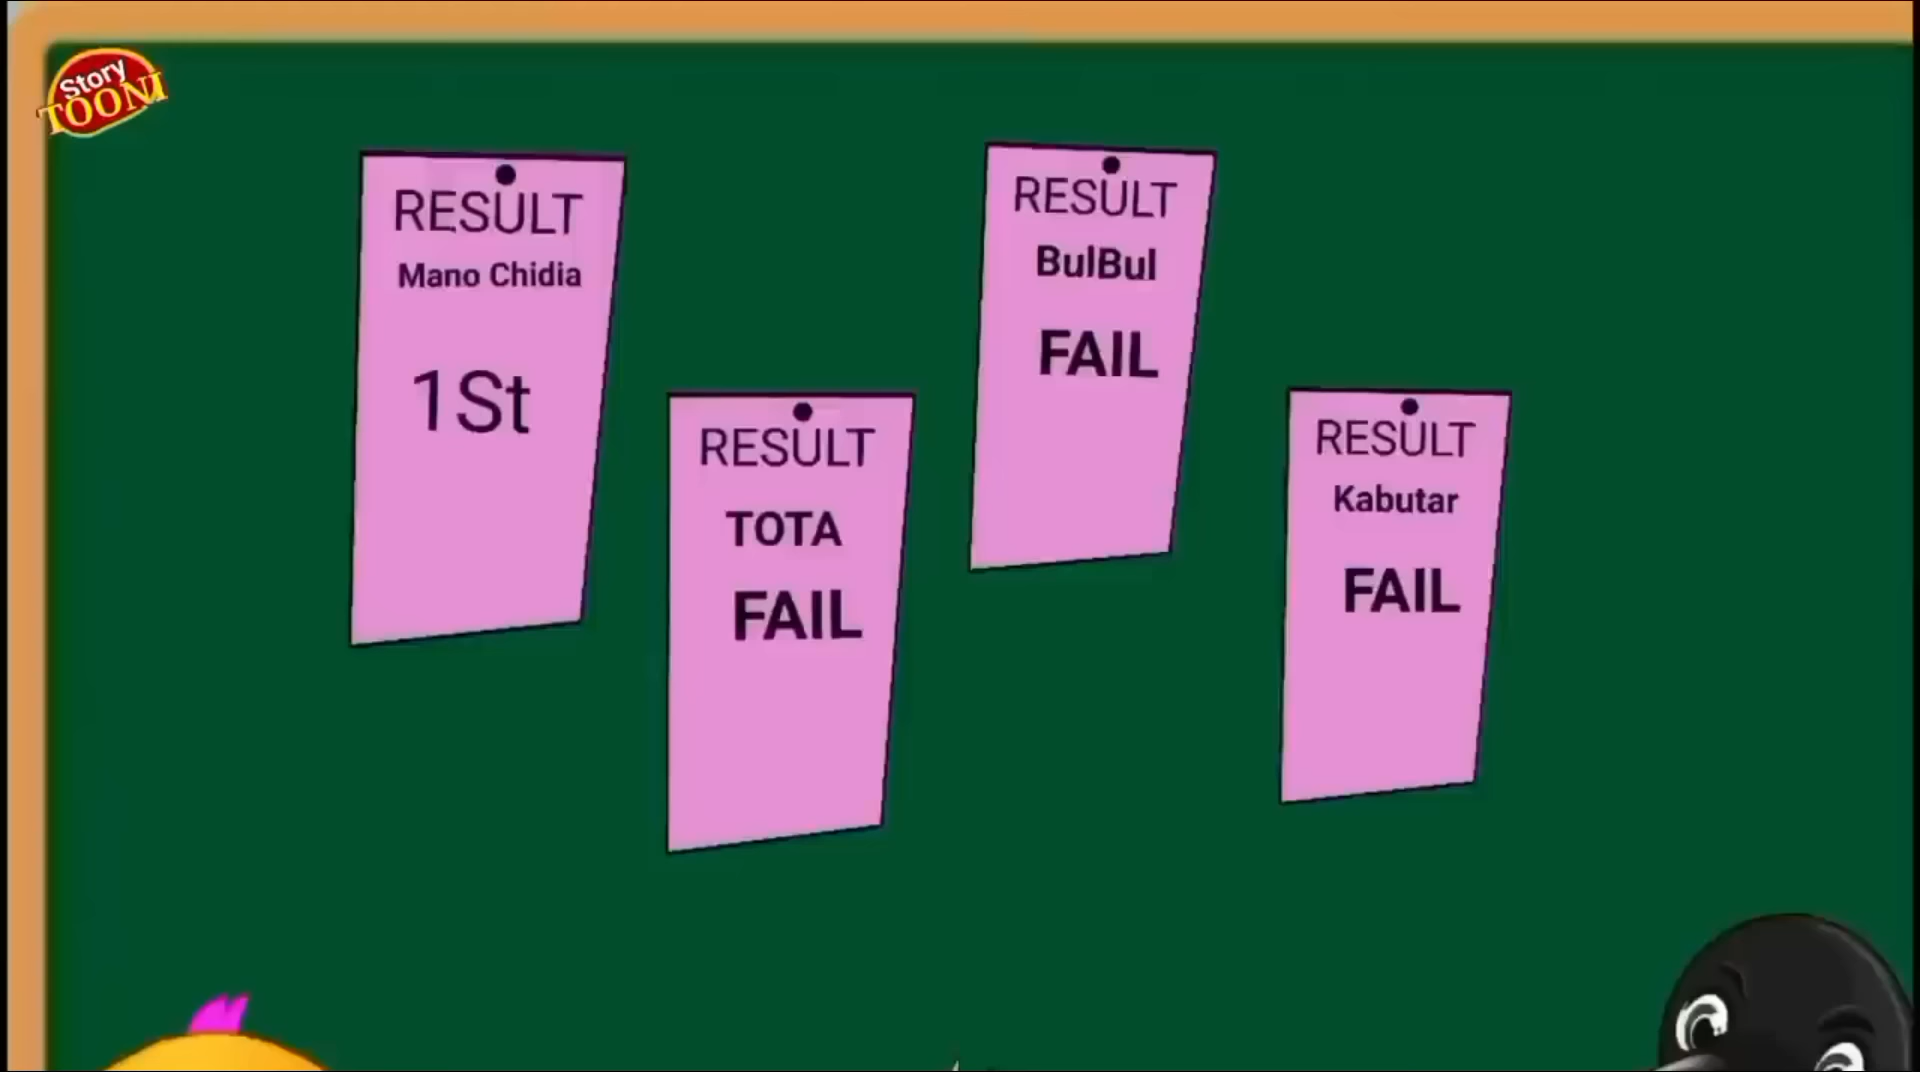 Story
TOONI
RESULT
Mano Chidia
1St
RESULT
TOTA
FAIL
RESULT
BulBul
FAIL
RESULT
Kabutar
FAIL